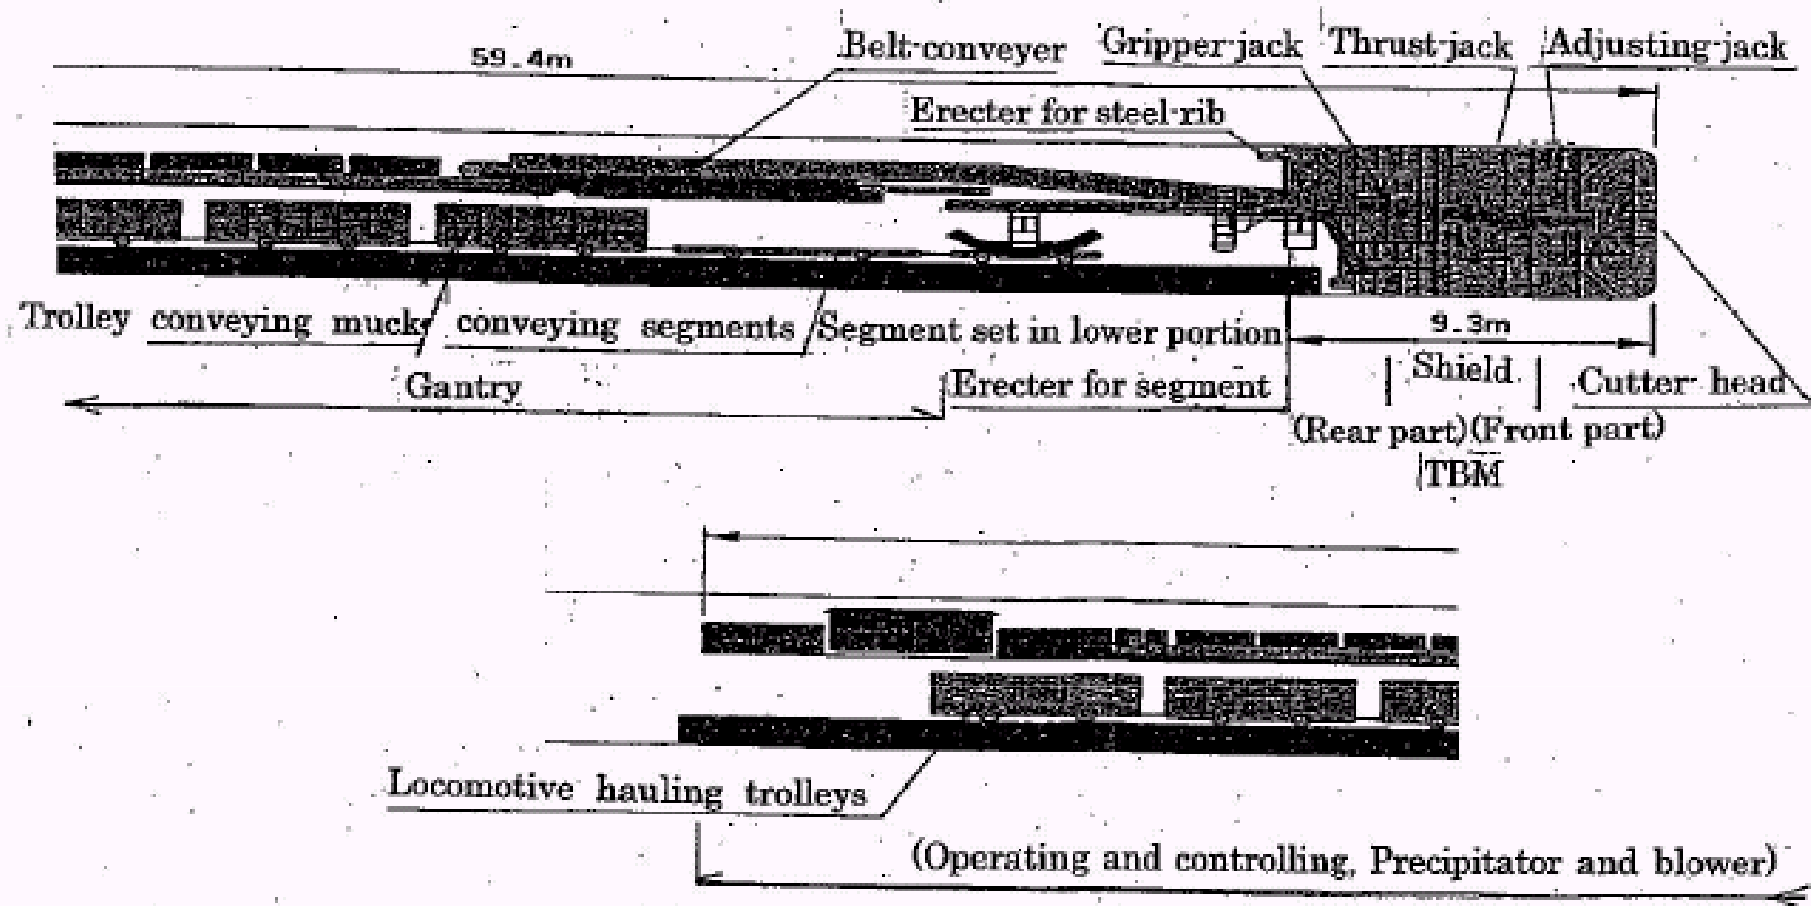 59.4m
Belt-conveyer
Gripper-jack
Thrust-jack
Adjusting-jack
Erecter for steel-rib
Trolley conveying muck
conveying segments
Segment set in lower portion
9.3m
Gantry
Erecter for segment
Shield
Cutter-head
(Rear part)(Front part)
TBM
Locomotive hauling trolleys
(Operating and controlling, Precipitator and blower)